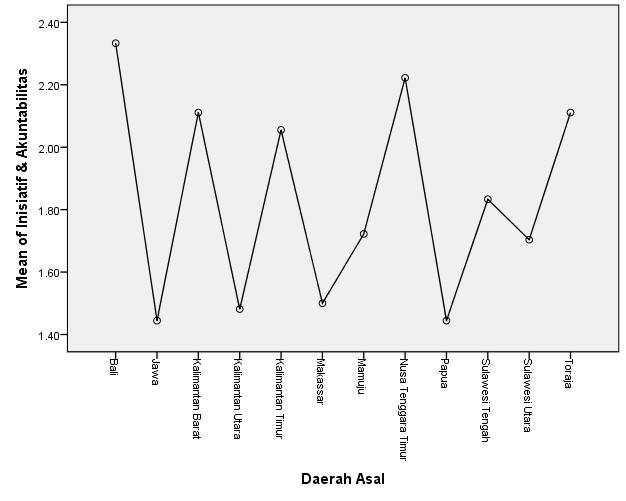 2.40
2.20
2.00
1.80
1.60
1.40
Mean of Inisiatif & Akuntabilitas
Bali
Jawa
Kalimantan Barat
Kalimantan Utara
Kalimantan Timur
Makassar
Mamuju
Nusa Tenggara Timur
Papua
Sulawesi Tengah
Sulawesi Utara
Toraja
Daerah Asal